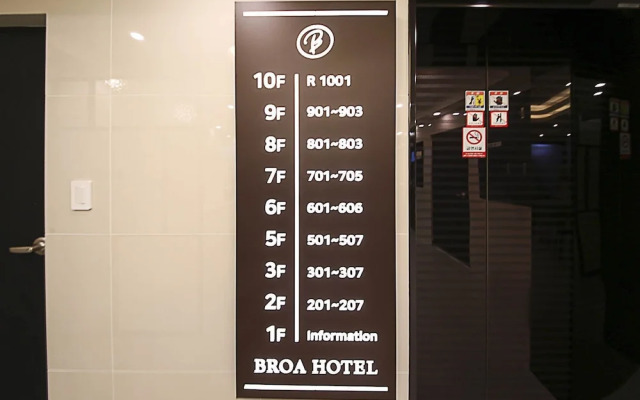 B
10F R 1001
9F 901~903
8F 801~803
7F 701~705
6F 601~606
5F 501~507
3F 301~307
2F 201~207
1F Information
BROA HOTEL